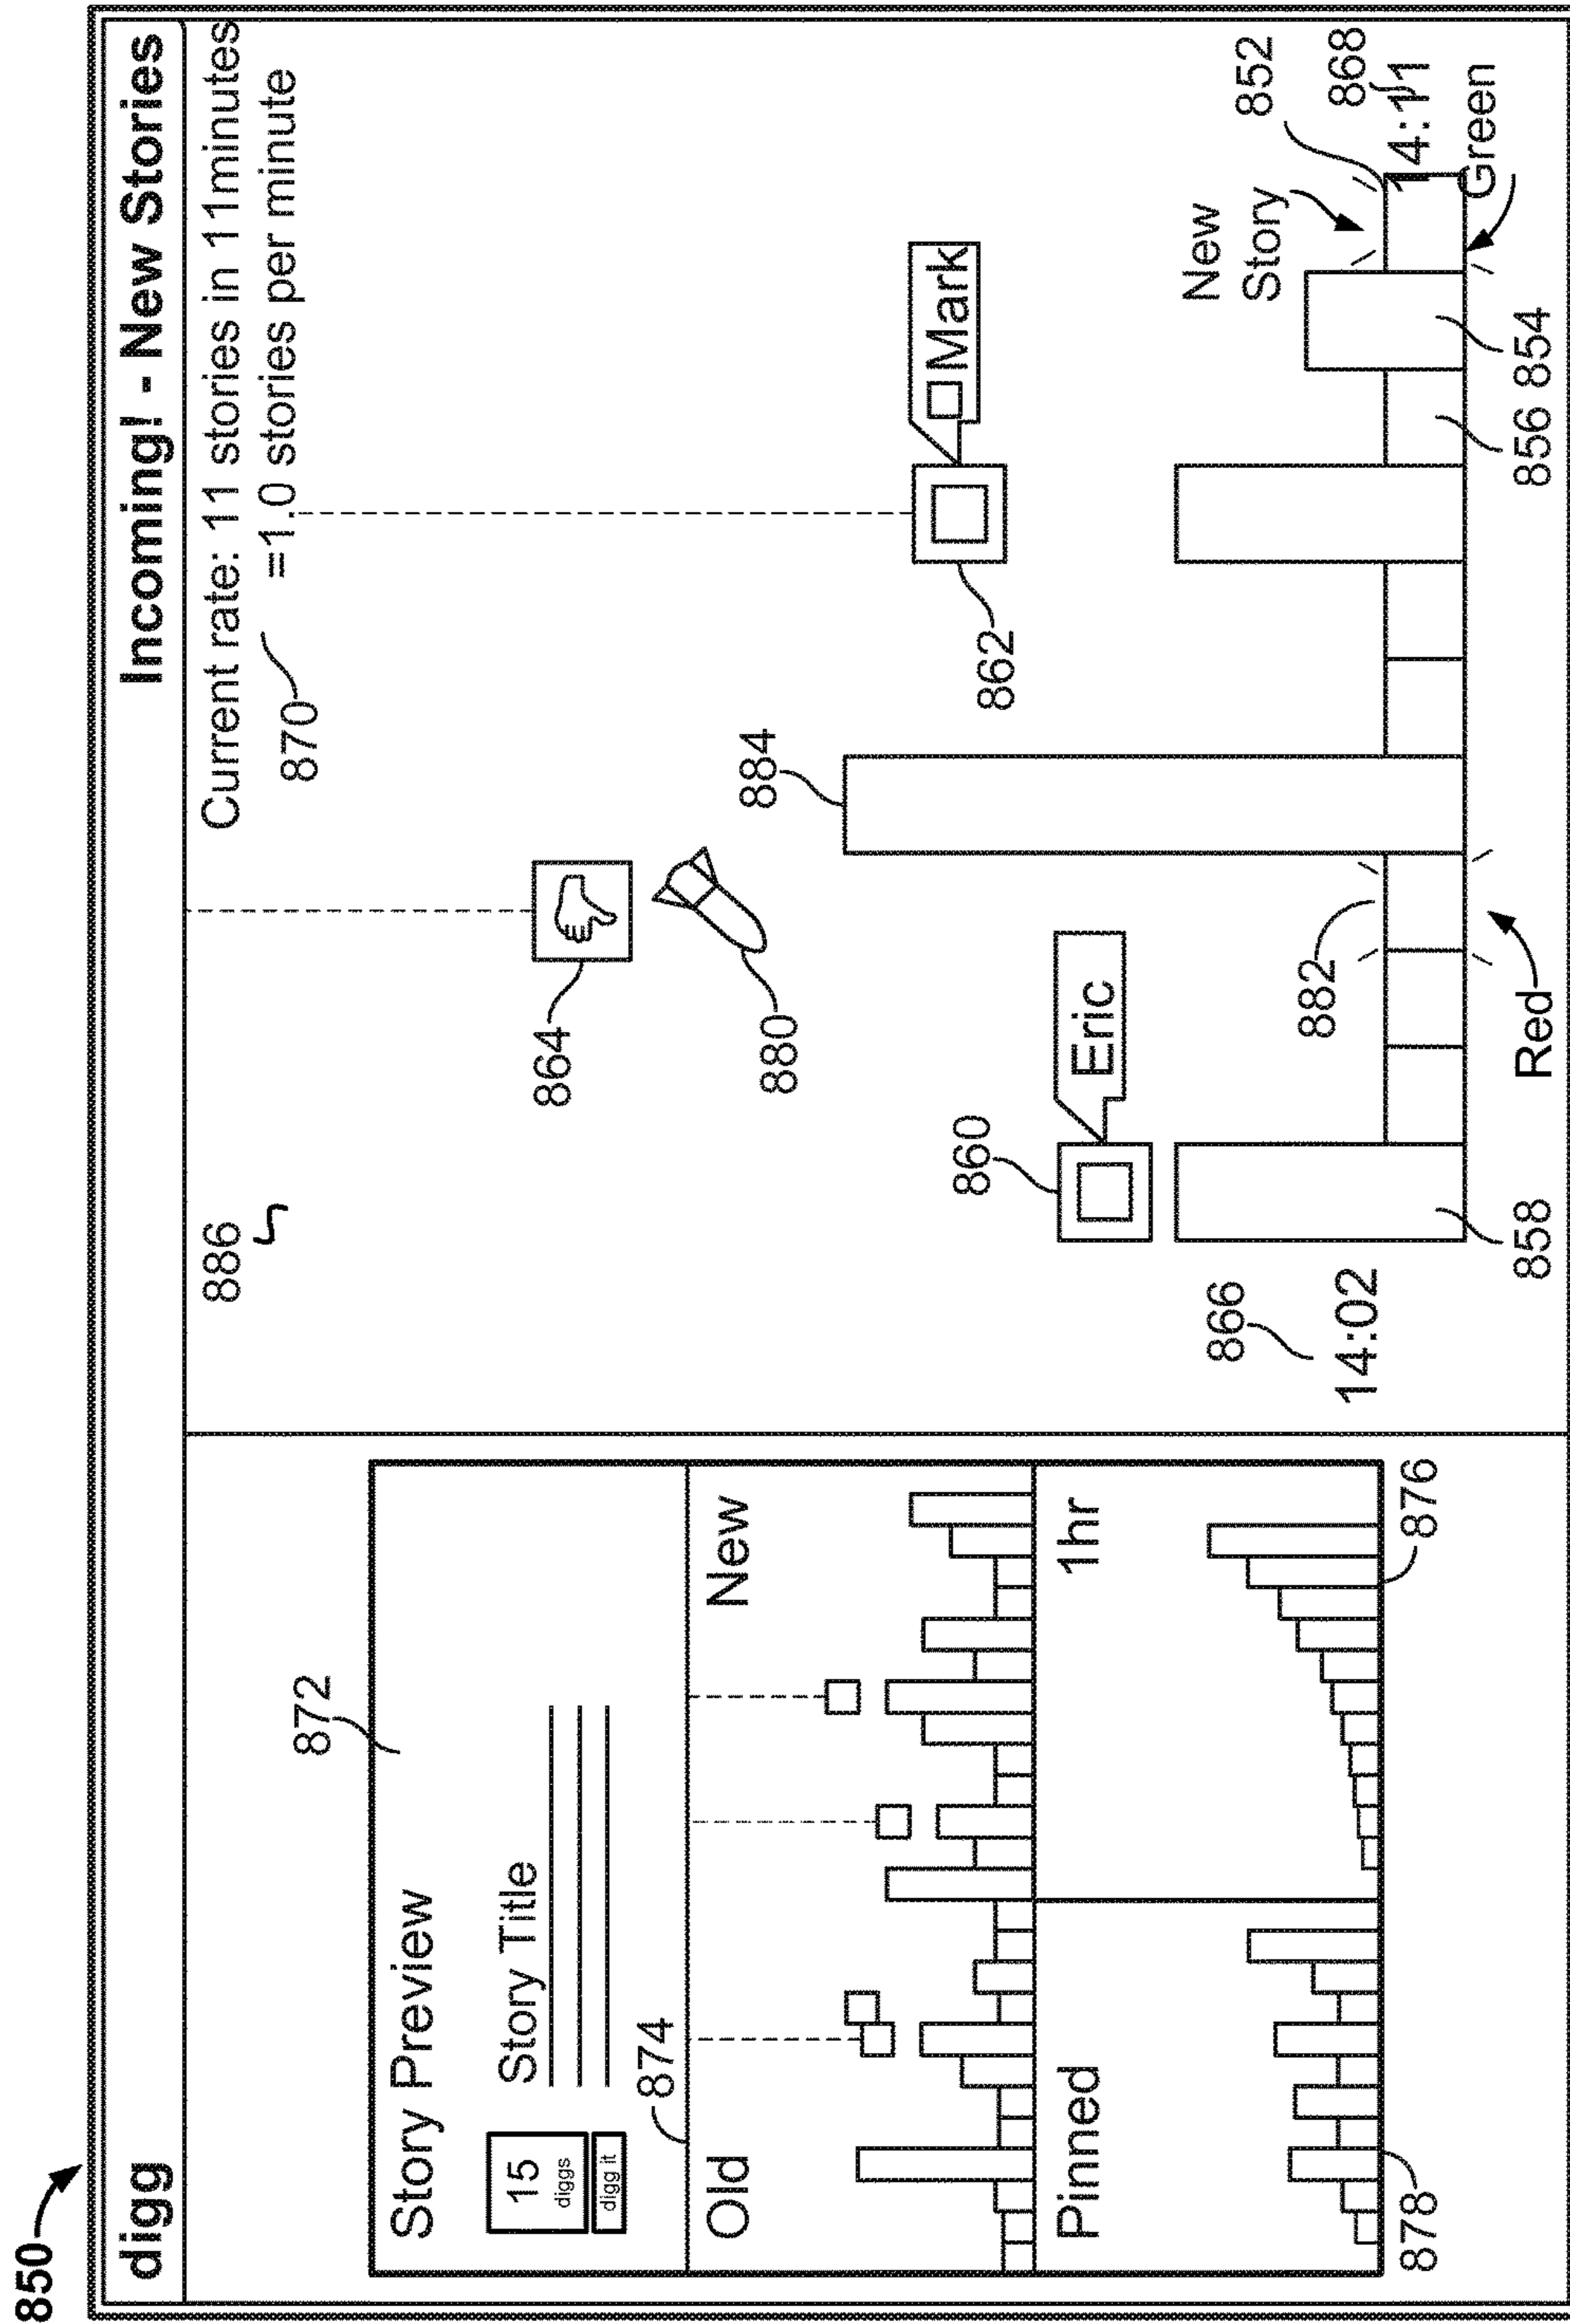 850
digg
Incoming! - New Stories
872
Story Preview
15
diggs
digg it
Story Title
874
Old
New
Pinned
1hr
878
876
886
Current rate: 11 stories in 11minutes
=1.0 stories per minute
870
864
880
884
862
Mark
860
Eric
866
14:02
882
New
Story
852
868
14:11
858
Red
856
854
Green